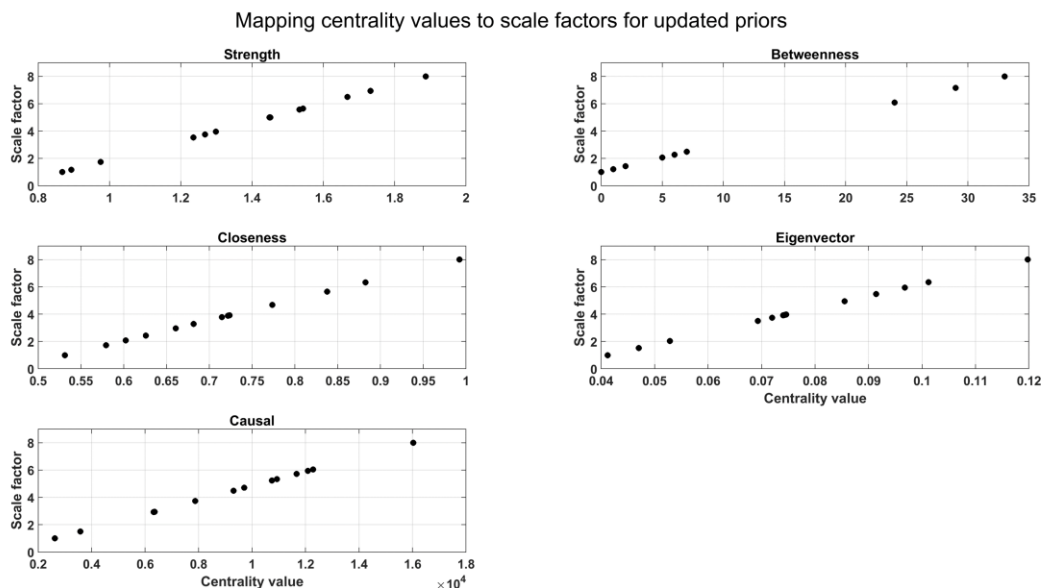 Mapping centrality values to scale factors for updated priors
Strength
Scale factor
8
6
4
2
0
0.8 1 1.2 1.4 1.6 1.8 2
Betweenness
Scale factor
8
6
4
2
0
0 5 10 15 20 25 30 35
Closeness
Scale factor
8
6
4
2
0
0.5 0.55 0.6 0.65 0.7 0.75 0.8 0.85 0.9 0.95 1
Eigenvector
Scale factor
8
6
4
2
0
0.04 0.05 0.06 0.07 0.08 0.09 0.1 0.11 0.12
Centrality value
Causal
Scale factor
8
6
4
2
0
0.2 0.4 0.6 0.8 1 1.2 1.4 1.6 1.8
Centrality value
×10⁴